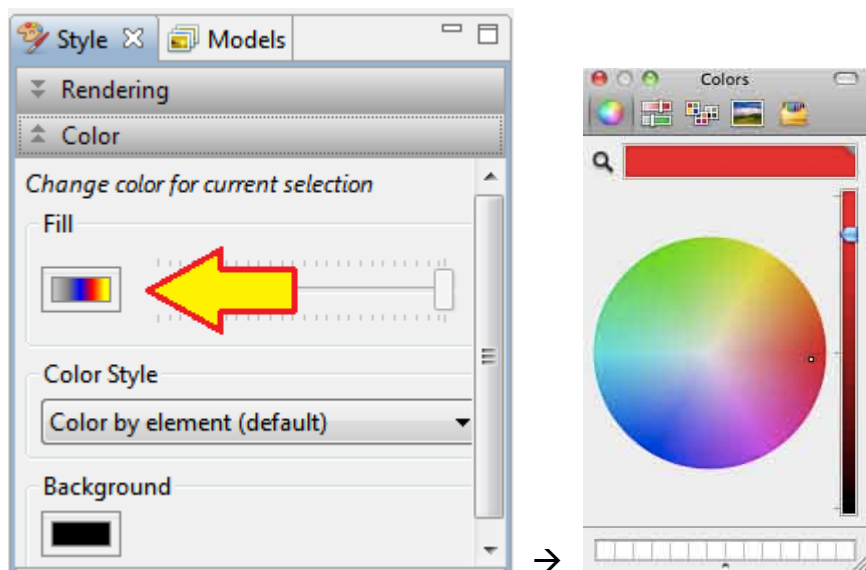 Style Models
Rendering
Color
Change color for current selection
Fill
Color Style
Color by element (default)
Background
→
Colors